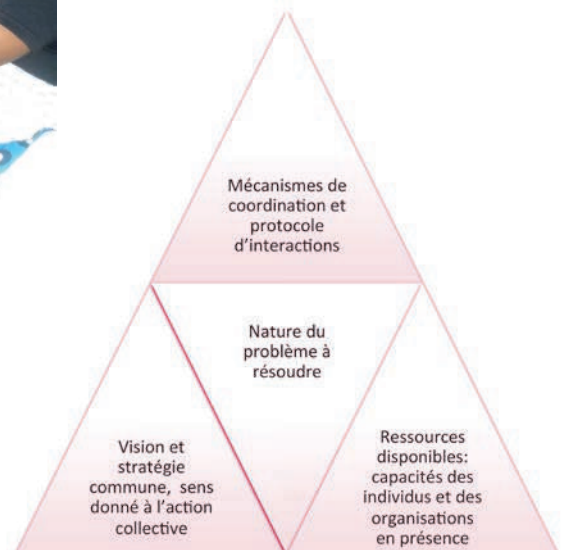 Mécanismes de
coordination et
protocole
d'interactions
Nature du
problème à
résoudre
Vision et
stratégie
commune, sens
donné à l'action
collective
Ressources
disponibles:
capacités des
individus et des
organisations
en présence